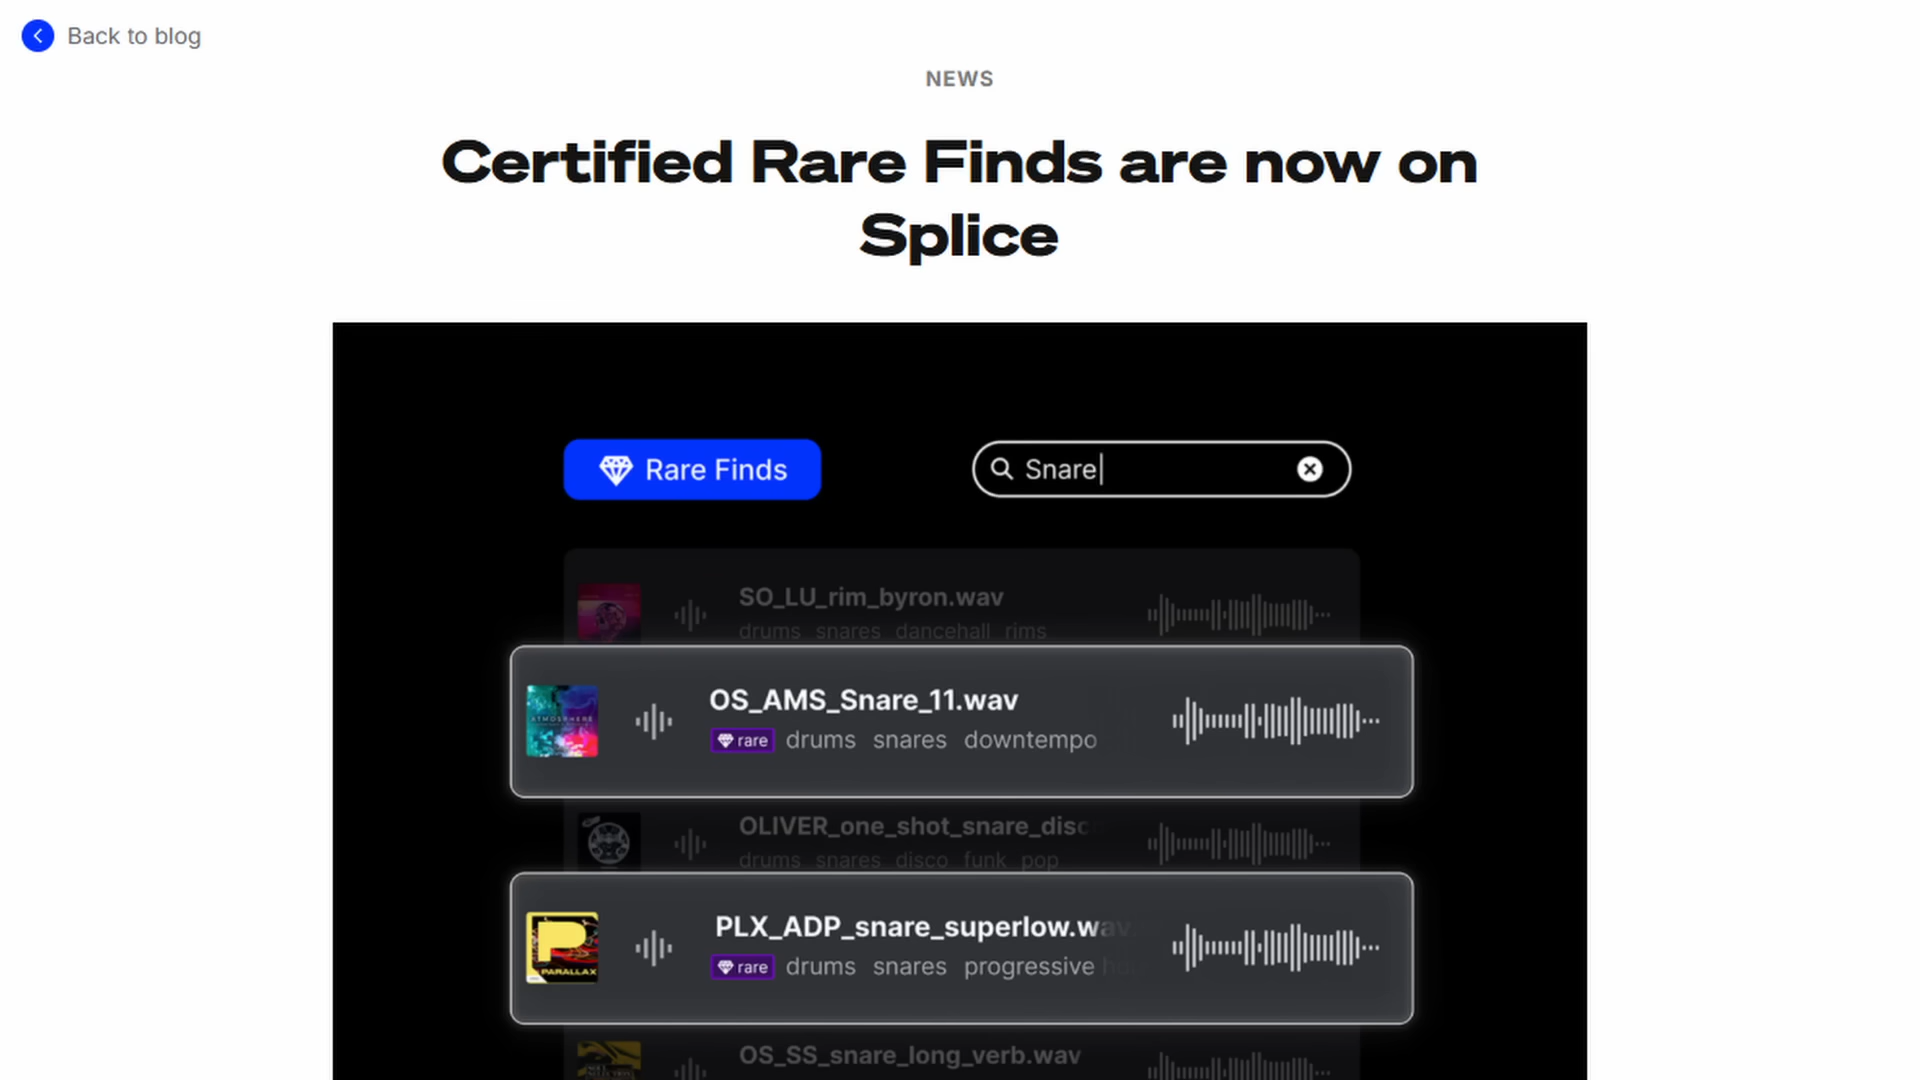 Back to blog
NEWS
Certified Rare Finds are now on
Splice
Rare Finds
Snare
SO_LU_rim_byron.wav
drums snares dancehall rims
OS_AMS_Snare_11.wav
rare drums snares downtempo
ATMOSPHERE
OLIVER_one_shot_snare_disc
drums snares disco funk pop
PLX_ADP_snare_superlow.wav
rare drums snares progressive
PARALLAX
OS_SS_snare_long_verb.wav